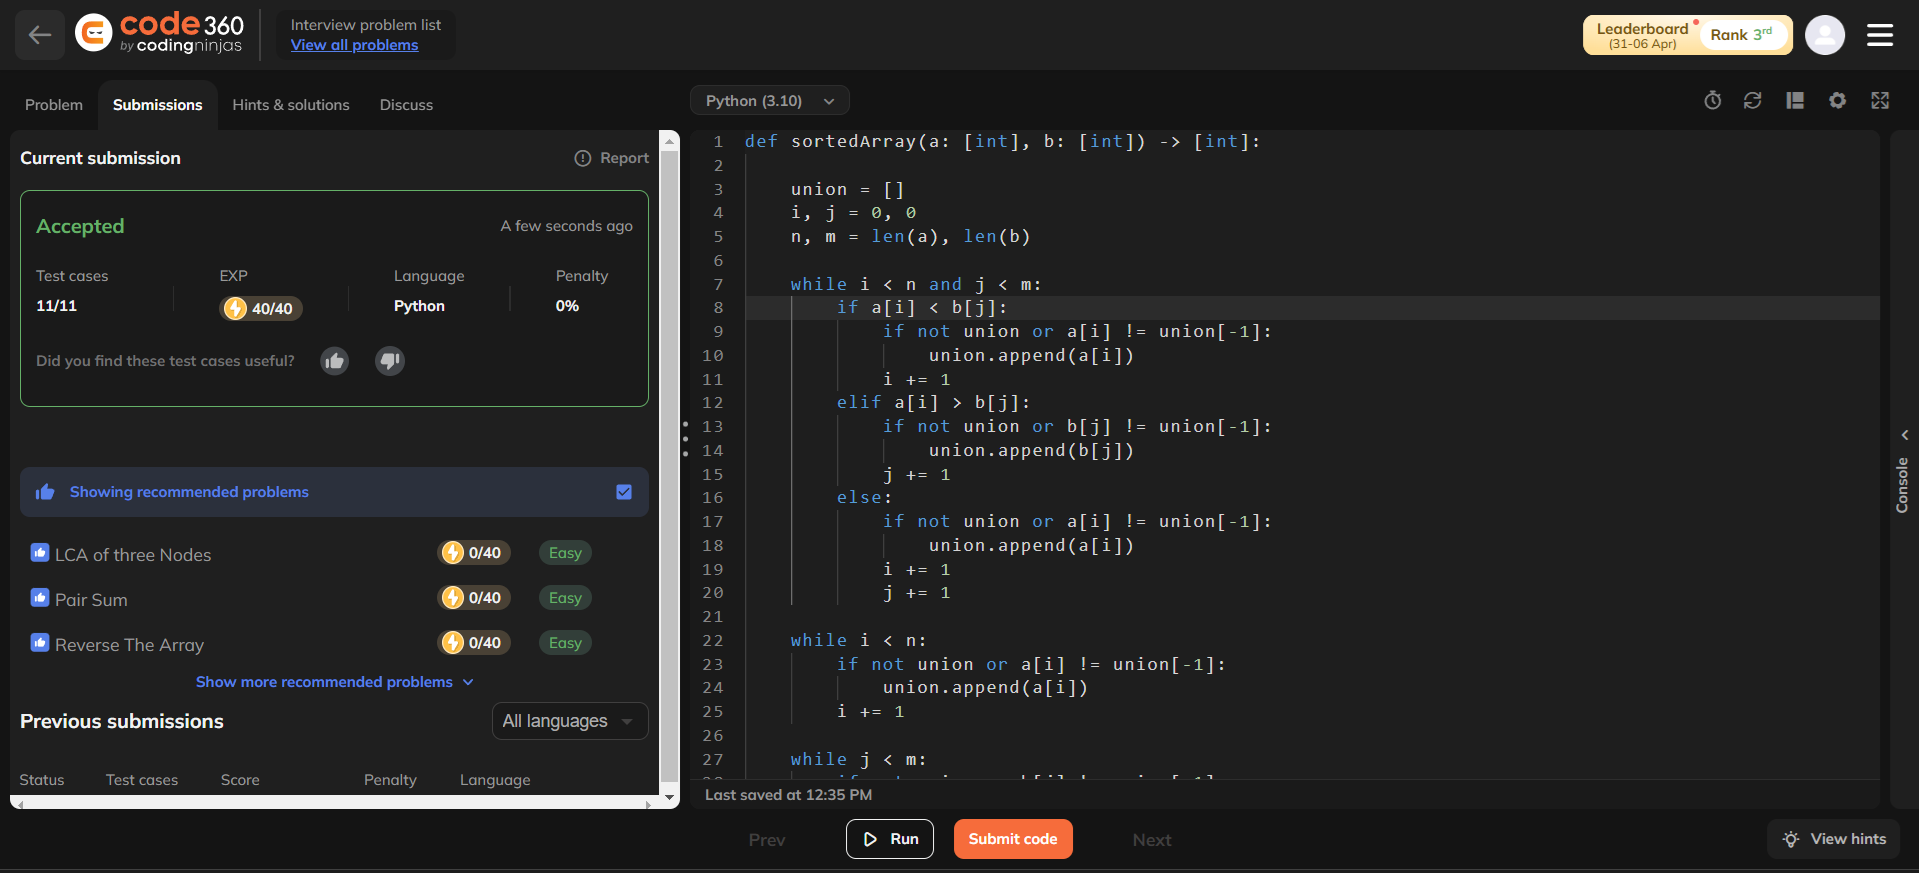 code 360
by codingninjas
Interview problem list
View all problems
Leaderboard
(31-06 Apr)
Rank 3rd
Problem
Submissions
Hints & solutions
Discuss
Current submission
Report
Accepted
A few seconds ago
Test cases
EXP
Language
Penalty
11/11
40/40
Python
0%
Did you find these test cases useful?
Showing recommended problems
LCA of three Nodes
0/40
Easy
Pair Sum
0/40
Easy
Reverse The Array
0/40
Easy
Show more recommended problems
Previous submissions
All languages
Status
Test cases
Score
Penalty
Language
Python (3.10)
1 def sortedArray(a: [int], b: [int]) -> [int]:
2
3     union = []
4     i, j = 0, 0
5     n, m = len(a), len(b)
6
7     while i < n and j < m:
8         if a[i] < b[j]:
9             if not union or a[i] != union[-1]:
10                 union.append(a[i])
11             i += 1
12         elif a[i] > b[j]:
13             if not union or b[j] != union[-1]:
14                 union.append(b[j])
15             j += 1
16         else:
17             if not union or a[i] != union[-1]:
18                 union.append(a[i])
19             i += 1
20             j += 1
21
22     while i < n:
23         if not union or a[i] != union[-1]:
24             union.append(a[i])
25         i += 1
26
27     while j < m:
Last saved at 12:35 PM
Console
Prev
Run
Submit code
Next
View hints